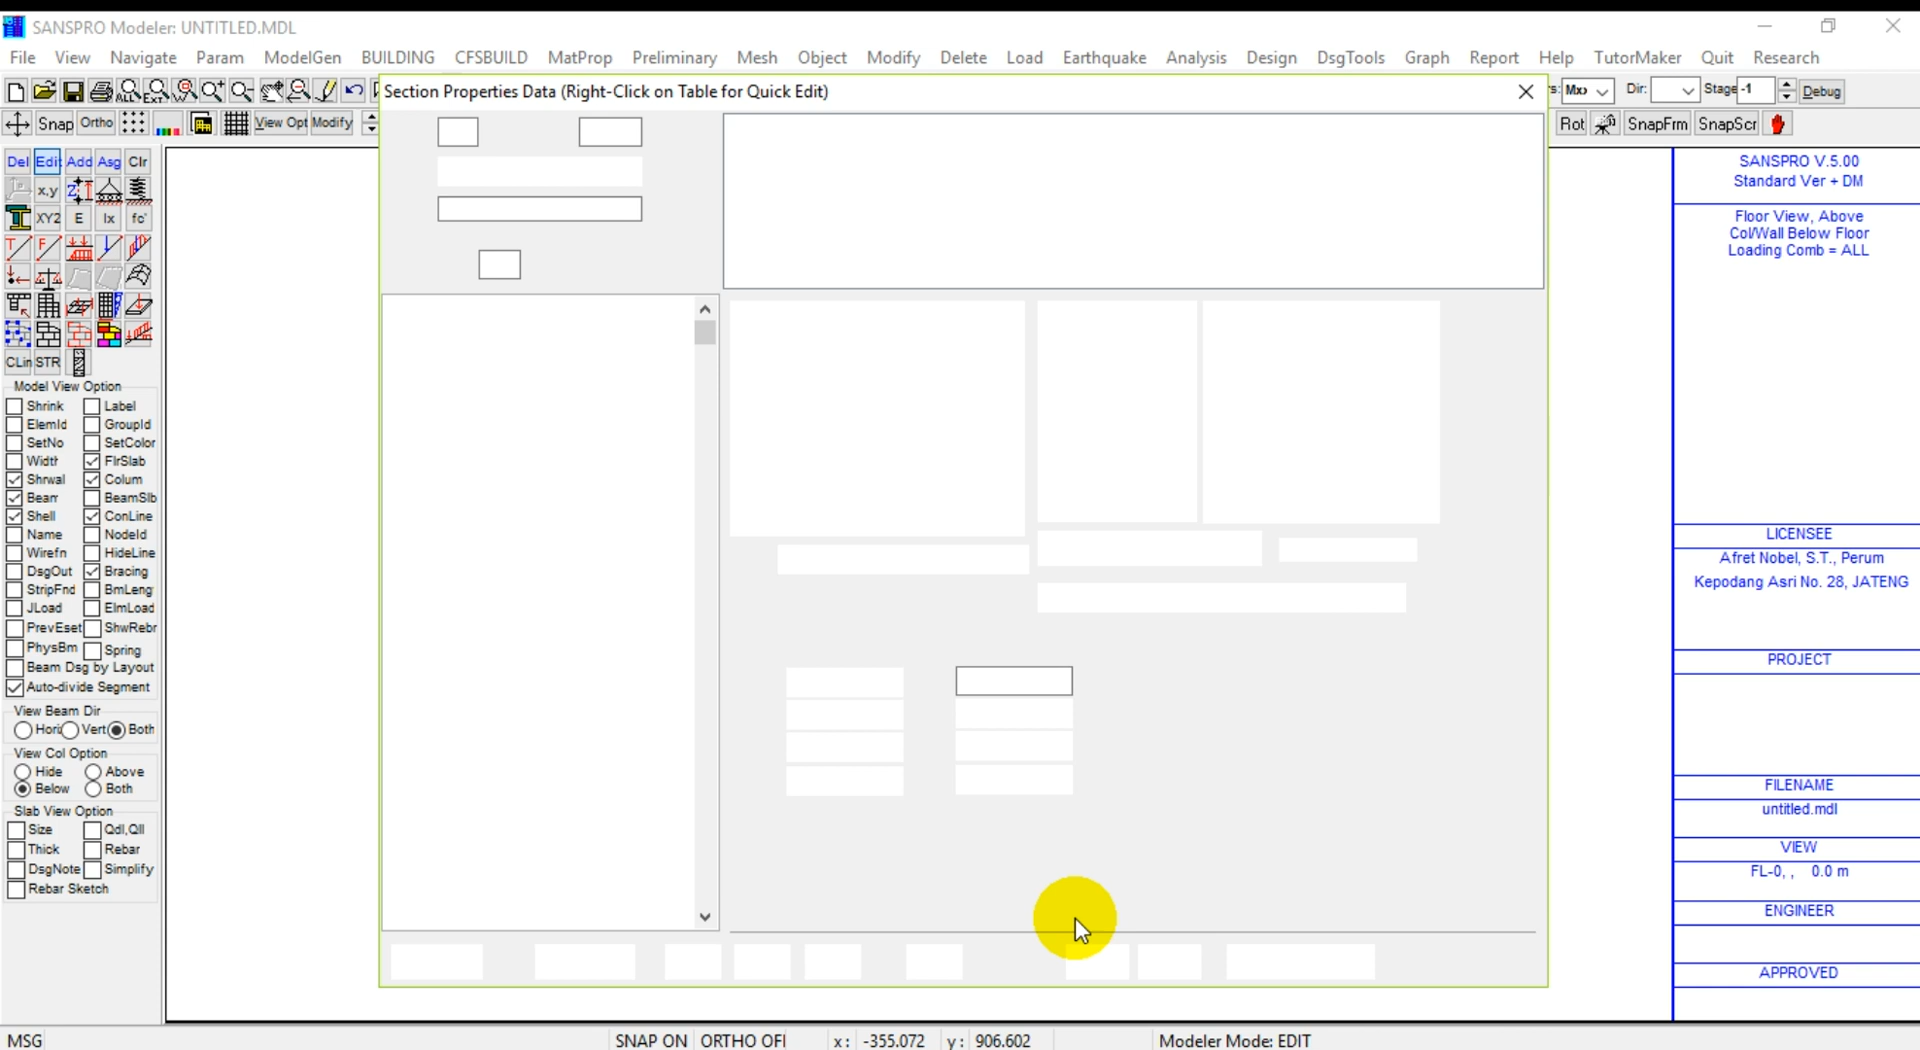 SANSPRO Modeler: UNTITLED.MDL
File View Navigate Param ModelGen BUILDING CFSBUILD MatProp Preliminary Mesh Object Modify Delete Load Earthquake Analysis Design DsgTools Graph Report Help TutorMaker Quit Research
ALL EXT
Section Properties Data (Right-Click on Table for Quick Edit)
Mxx Dir: Stage -1 Debug
Snap Ortho View Opt Modify
Rot SnapFrm SnapScr
Del Edit Add Asg Clr
x,y Z
XY2 E Ix fc'
T F
CLin STR
Model View Option
Shrink Label
ElemId GroupId
SetNo SetColor
Width FlrSlab
Shrwal Colum
Beam BeamSlb
Shell ConLine
Name NodeId
Wirefn HideLine
DsgOut Bracing
StripFnd BmLeng
JLoad ElmLoad
PrevEset ShwRebr
PhysBm Spring
Beam Dsg by Layout
Auto-divide Segment
View Beam Dir
Hori Vert Both
View Col Option
Hide Above
Below Both
Slab View Option
Size Qdl,Qll
Thick Rebar
DsgNote Simplify
Rebar Sketch
SANSPRO V.5.00
Standard Ver + DM
Floor View, Above
Col/Wall Below Floor
Loading Comb = ALL
LICENSEE
Afret Nobel, S.T., Perum
Kepodang Asri No. 28, JATENG
PROJECT
FILENAME
untitled.mdl
VIEW
FL-0, , 0.0 m
ENGINEER
APPROVED
MSG SNAP ON ORTHO OFF x: -355.072 y: 906.602 Modeler Mode: EDIT